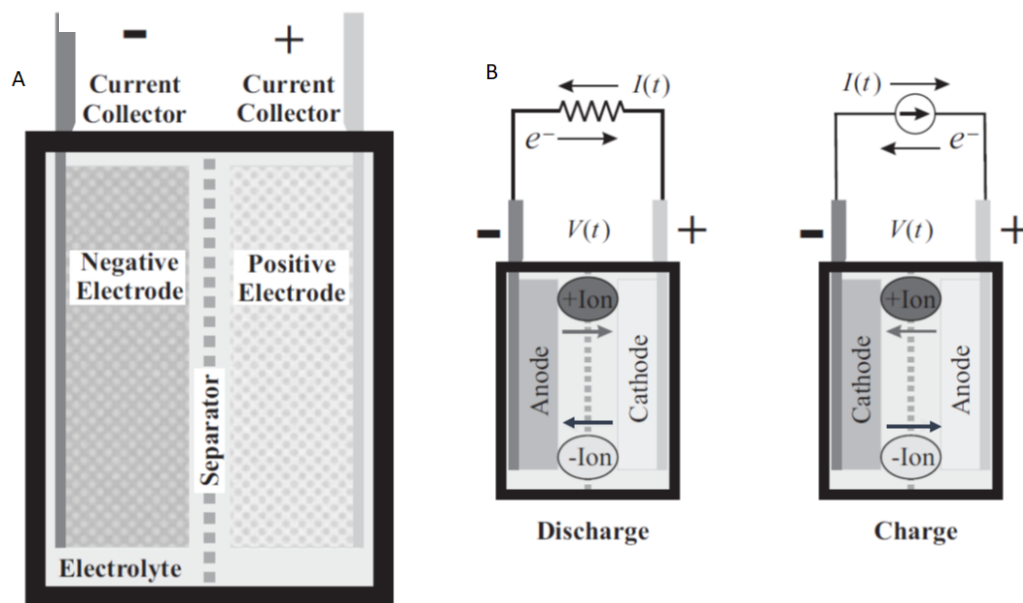 A
-
+
Current
Collector
Current
Collector
Negative
Electrode
Positive
Electrode
Separator
Electrolyte
B
I(t)
e⁻
-
V(t)
+
+Ion
Anode
Cathode
-Ion
Discharge
I(t)
e⁻
-
V(t)
+
+Ion
Cathode
Anode
-Ion
Charge